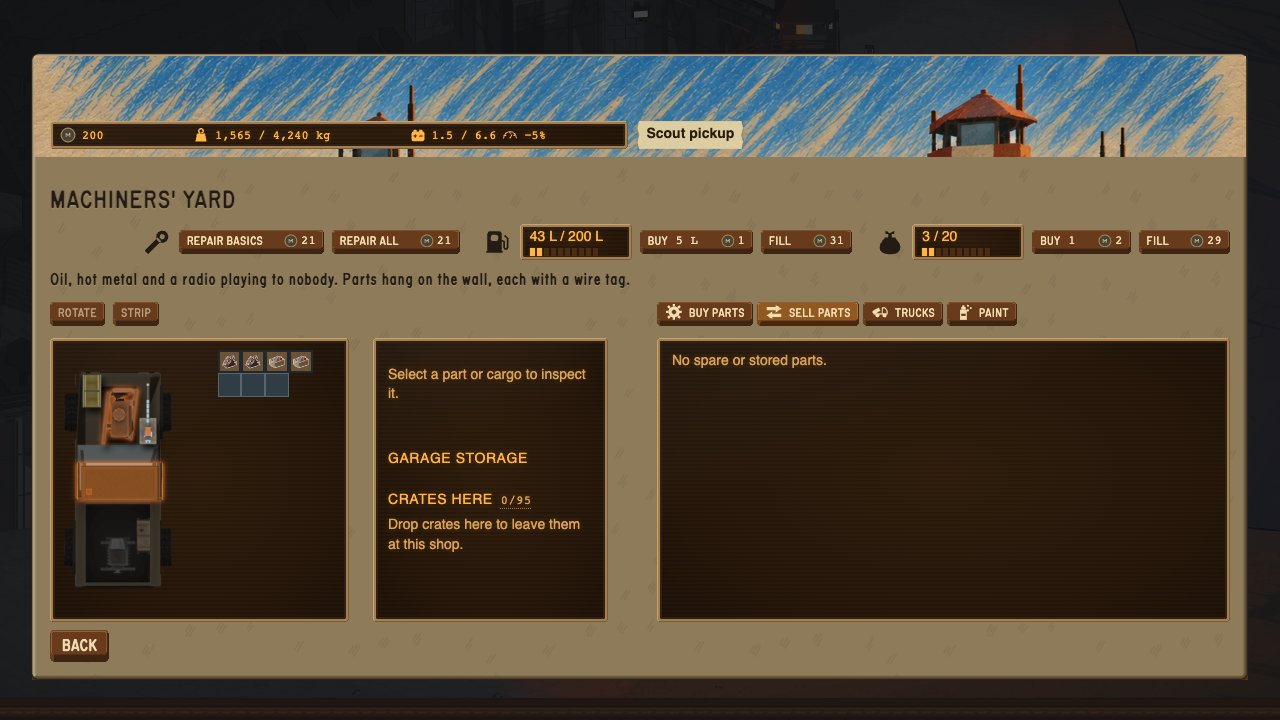 200
1,565 / 4,240 kg
1.5 / 6.6
-5%
Scout pickup
MACHINERS' YARD
REPAIR BASICS M 21
REPAIR ALL M 21
43 L / 200 L
BUY 5 L M 1
FILL M 31
3 / 20
BUY 1 M 2
FILL M 29
Oil, hot metal and a radio playing to nobody. Parts hang on the wall, each with a wire tag.
ROTATE
STRIP
BUY PARTS
SELL PARTS
TRUCKS
PAINT
Select a part or cargo to inspect
it.
GARAGE STORAGE
CRATES HERE 0/95
Drop crates here to leave them
at this shop.
No spare or stored parts.
BACK